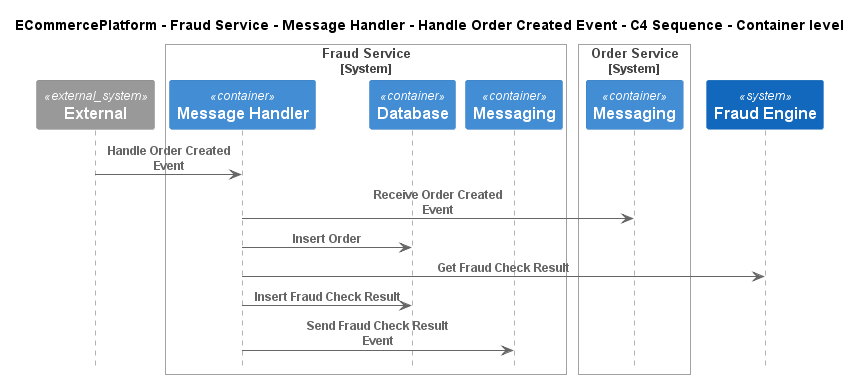 ECommercePlatform - Fraud Service - Message Handler - Handle Order Created Event - C4 Sequence - Container level
Fraud Service
[System]
Order Service
[System]
«external_system»
External
«container»
Message Handler
«container»
Database
«container»
Messaging
«container»
Messaging
«system»
Fraud Engine
Handle Order Created
Event
Receive Order Created
Event
Insert Order
Get Fraud Check Result
Insert Fraud Check Result
Send Fraud Check Result
Event